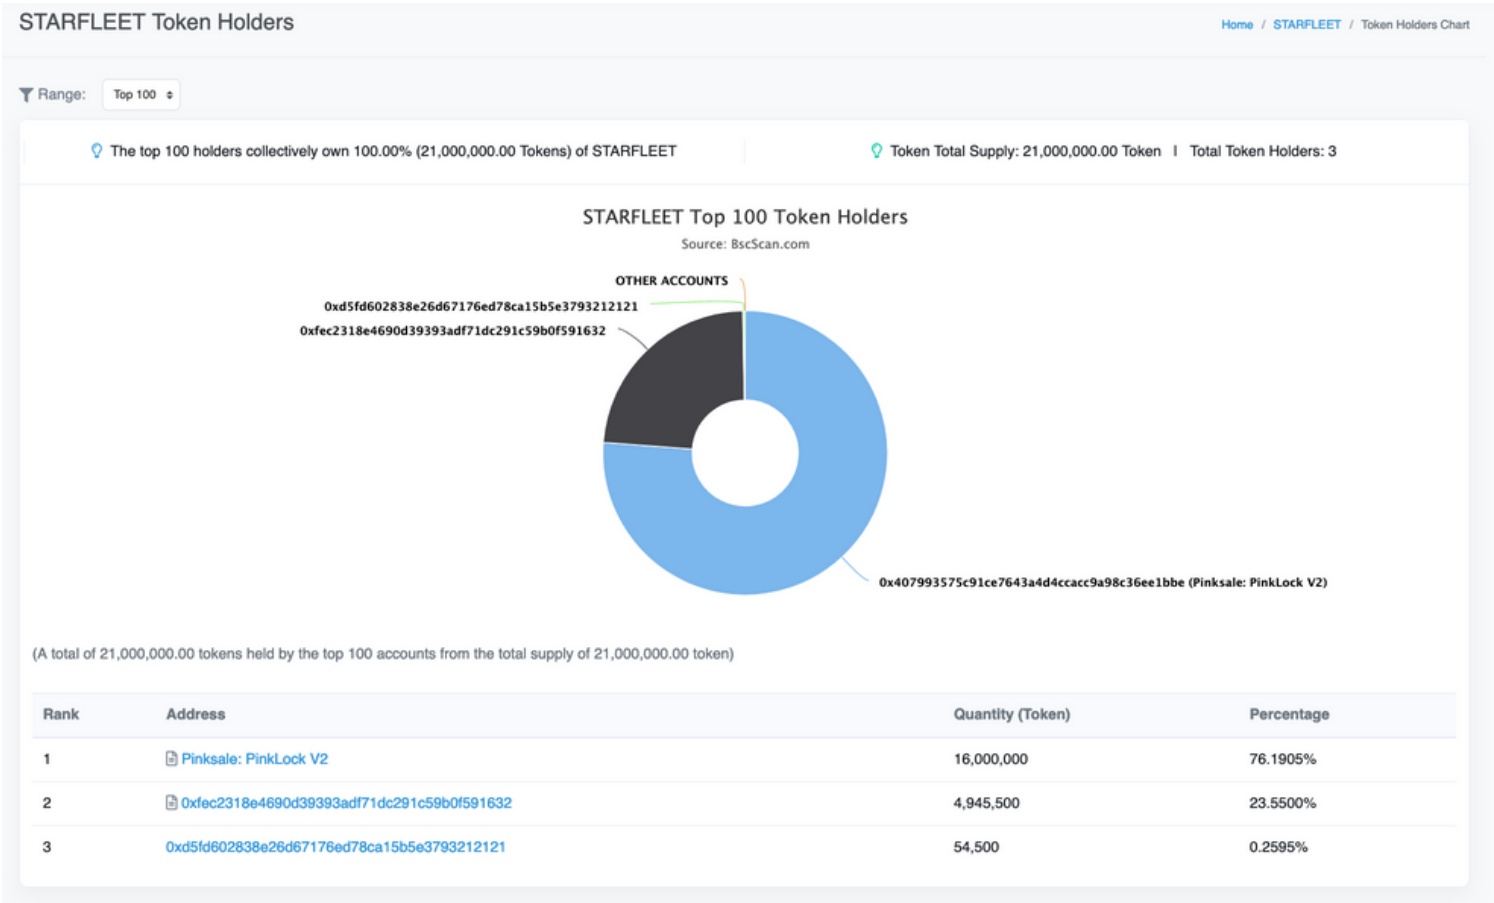 STARFLEET Token Holders
Home / STARFLEET / Token Holders Chart
Range: Top 100
The top 100 holders collectively own 100.00% (21,000,000.00 Tokens) of STARFLEET
Token Total Supply: 21,000,000.00 Token | Total Token Holders: 3
STARFLEET Top 100 Token Holders
Source: BscScan.com
OTHER ACCOUNTS
0xd5fd602838e26d67176ed78ca15b5e3793212121
0xfec2318e4690d39393adf71dc291c59b0f591632
0x407993575c91ce7643a4d4ccacc9a98c36ee1bbe (Pinksale: PinkLock V2)
(A total of 21,000,000.00 tokens held by the top 100 accounts from the total supply of 21,000,000.00 token)
Rank Address Quantity (Token) Percentage
1 Pinksale: PinkLock V2 16,000,000 76.1905%
2 0xfec2318e4690d39393adf71dc291c59b0f591632 4,945,500 23.5500%
3 0xd5fd602838e26d67176ed78ca15b5e3793212121 54,500 0.2595%